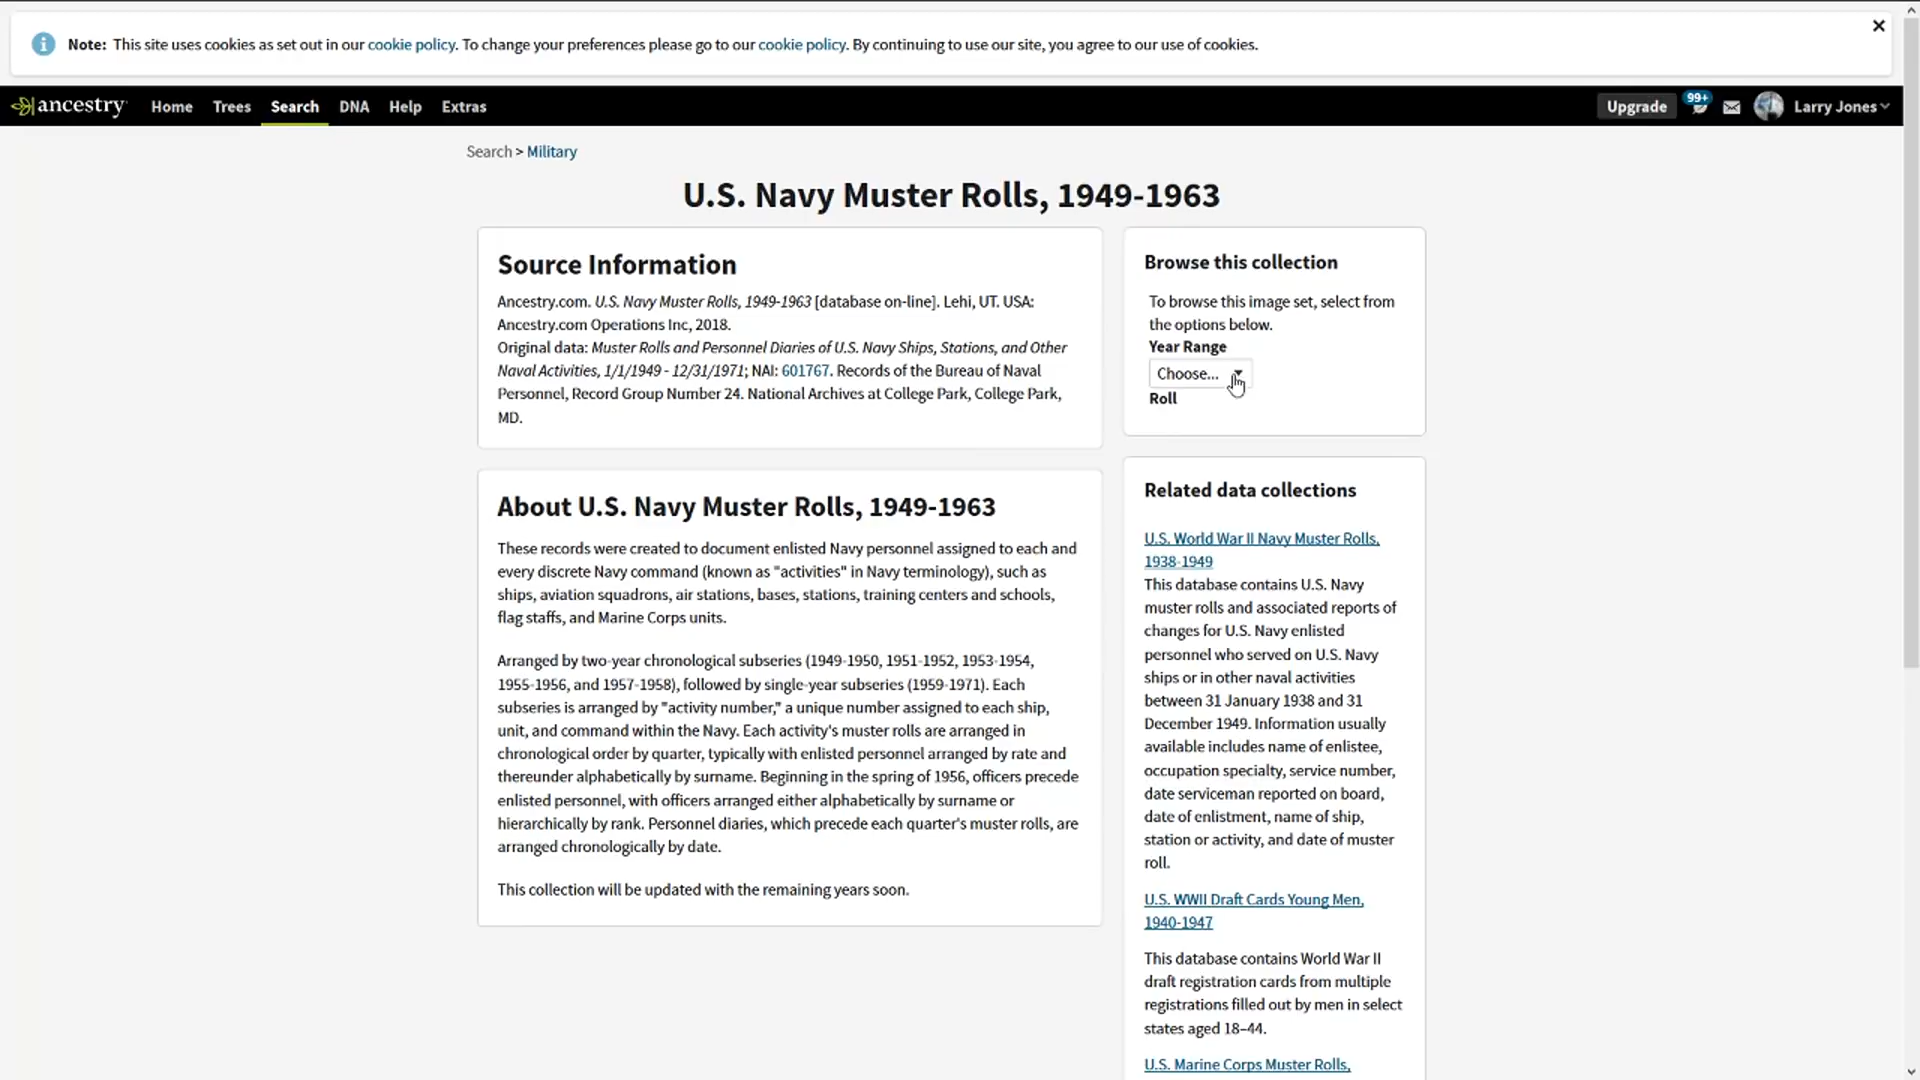 Note: This site uses cookies as set out in our cookie policy. To change your preferences please go to our cookie policy. By continuing to use our site, you agree to our use of cookies.
ancestry Home Trees Search DNA Help Extras Upgrade 99+ Larry Jones
Search > Military
U.S. Navy Muster Rolls, 1949-1963
Source Information
Ancestry.com. U.S. Navy Muster Rolls, 1949-1963 [database on-line]. Lehi, UT. USA:
Ancestry.com Operations Inc, 2018.
Original data: Muster Rolls and Personnel Diaries of U.S. Navy Ships, Stations, and Other
Naval Activities, 1/1/1949 - 12/31/1971; NAI: 601767. Records of the Bureau of Naval
Personnel, Record Group Number 24. National Archives at College Park, College Park,
MD.
About U.S. Navy Muster Rolls, 1949-1963
These records were created to document enlisted Navy personnel assigned to each and
every discrete Navy command (known as "activities" in Navy terminology), such as
ships, aviation squadrons, air stations, bases, stations, training centers and schools,
flag staffs, and Marine Corps units.
Arranged by two-year chronological subseries (1949-1950, 1951-1952, 1953-1954,
1955-1956, and 1957-1958), followed by single-year subseries (1959-1971). Each
subseries is arranged by "activity number," a unique number assigned to each ship,
unit, and command within the Navy. Each activity's muster rolls are arranged in
chronological order by quarter, typically with enlisted personnel arranged by rate and
thereunder alphabetically by surname. Beginning in the spring of 1956, officers precede
enlisted personnel, with officers arranged either alphabetically by surname or
hierarchically by rank. Personnel diaries, which precede each quarter's muster rolls, are
arranged chronologically by date.
This collection will be updated with the remaining years soon.
Browse this collection
To browse this image set, select from
the options below.
Year Range
Choose...
Roll
Related data collections
U.S. World War II Navy Muster Rolls,
1938-1949
This database contains U.S. Navy
muster rolls and associated reports of
changes for U.S. Navy enlisted
personnel who served on U.S. Navy
ships or in other naval activities
between 31 January 1938 and 31
December 1949. Information usually
available includes name of enlistee,
occupation specialty, service number,
date serviceman reported on board,
date of enlistment, name of ship,
station or activity, and date of muster
roll.
U.S. WWII Draft Cards Young Men,
1940-1947
This database contains World War II
draft registration cards from multiple
registrations filled out by men in select
states aged 18–44.
U.S. Marine Corps Muster Rolls,